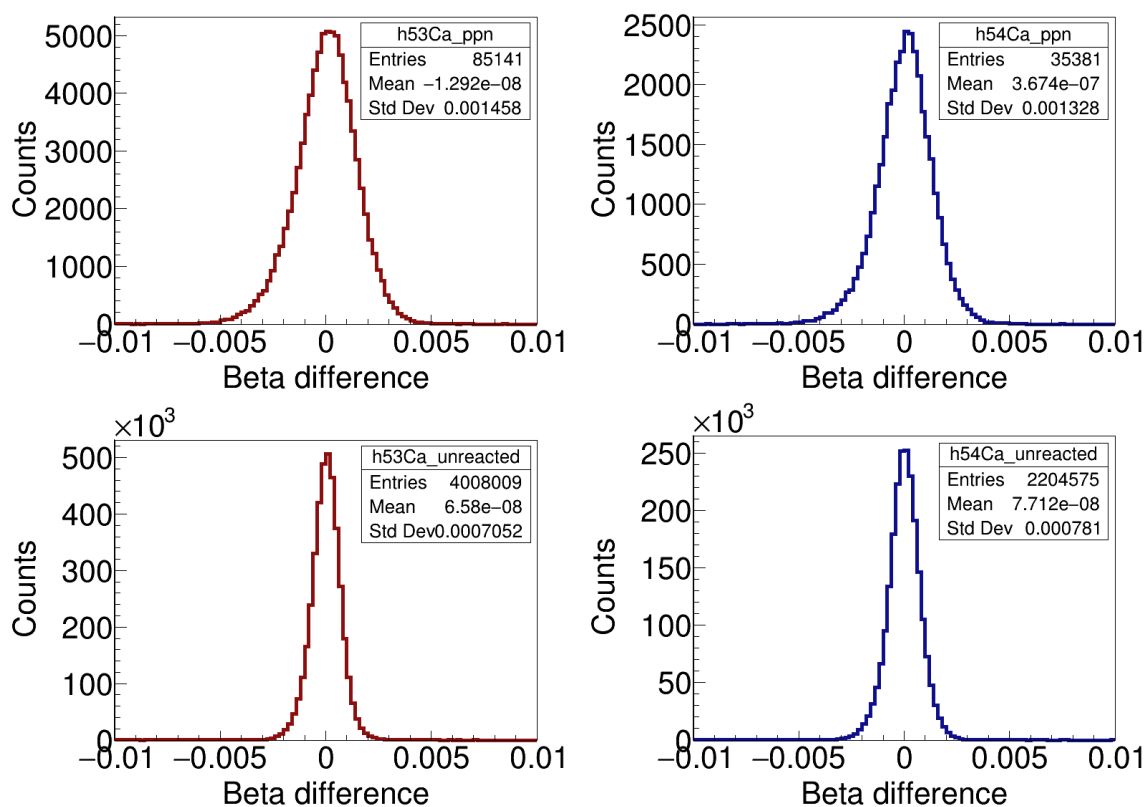 h53Ca_ppn
Entries 85141
Mean −1.292e−08
Std Dev 0.001458
5000
4000
3000
2000
1000
0
Counts
−0.01 −0.005 0 0.005 0.01
Beta difference
h54Ca_ppn
Entries 35381
Mean 3.674e−07
Std Dev 0.001328
2500
2000
1500
1000
500
0
Counts
−0.01 −0.005 0 0.005 0.01
Beta difference
×10³
h53Ca_unreacted
Entries 4008009
Mean 6.58e−08
Std Dev0.0007052
500
400
300
200
100
0
Counts
−0.01 −0.005 0 0.005 0.01
Beta difference
×10³
h54Ca_unreacted
Entries 2204575
Mean 7.712e−08
Std Dev 0.000781
250
200
150
100
50
0
Counts
−0.01 −0.005 0 0.005 0.01
Beta difference